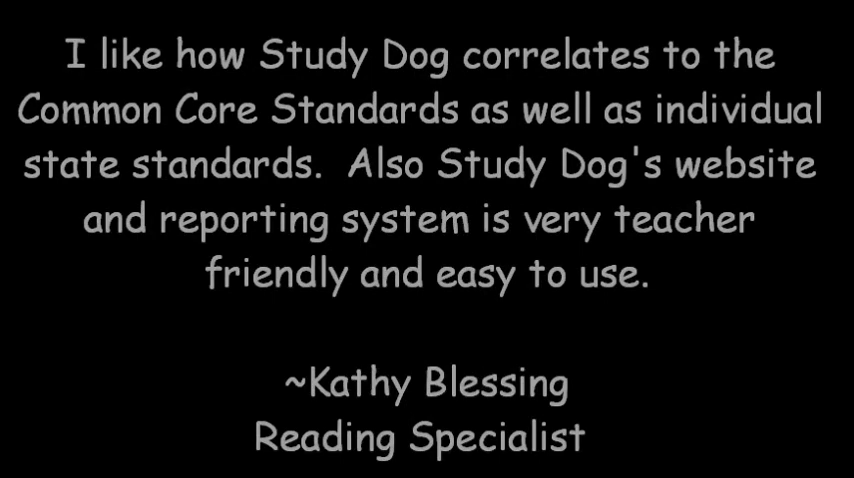 I like how Study Dog correlates to the
Common Core Standards as well as individual
state standards.  Also Study Dog's website
and reporting system is very teacher
friendly and easy to use.
~Kathy Blessing
Reading Specialist